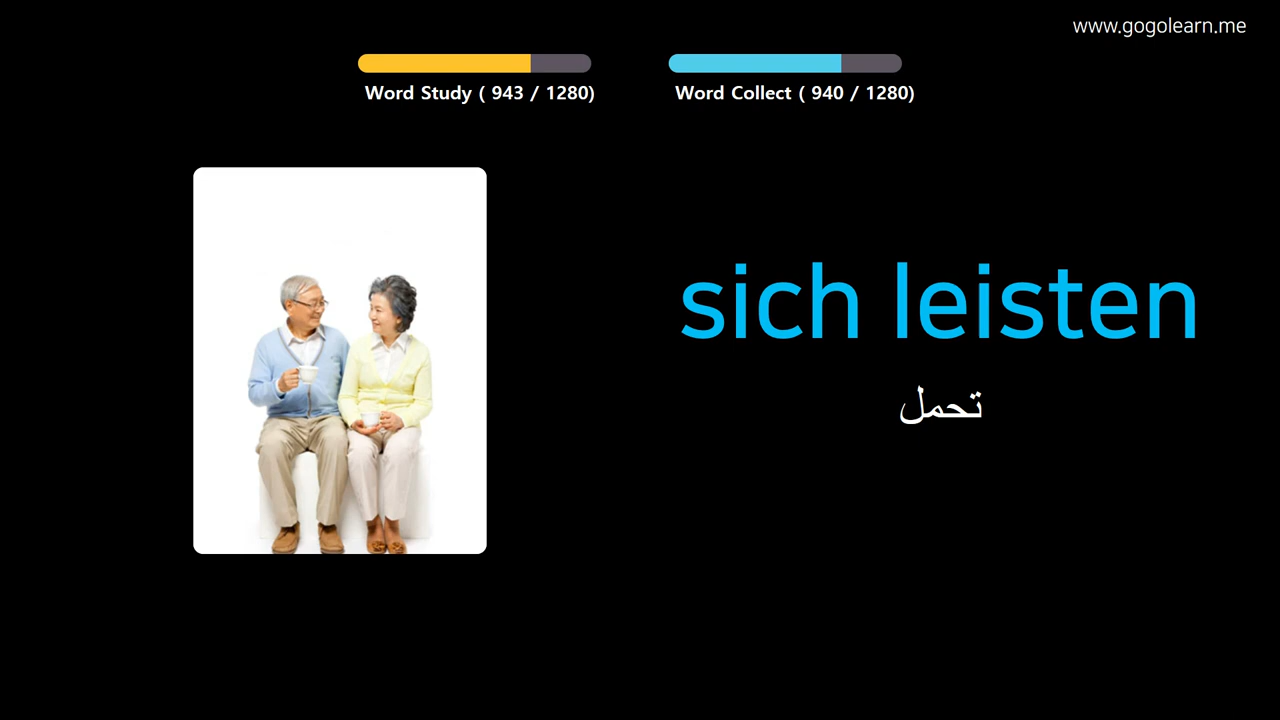 www.gogolearn.me
Word Study ( 943 / 1280)
Word Collect ( 940 / 1280)
sich leisten
تحمل